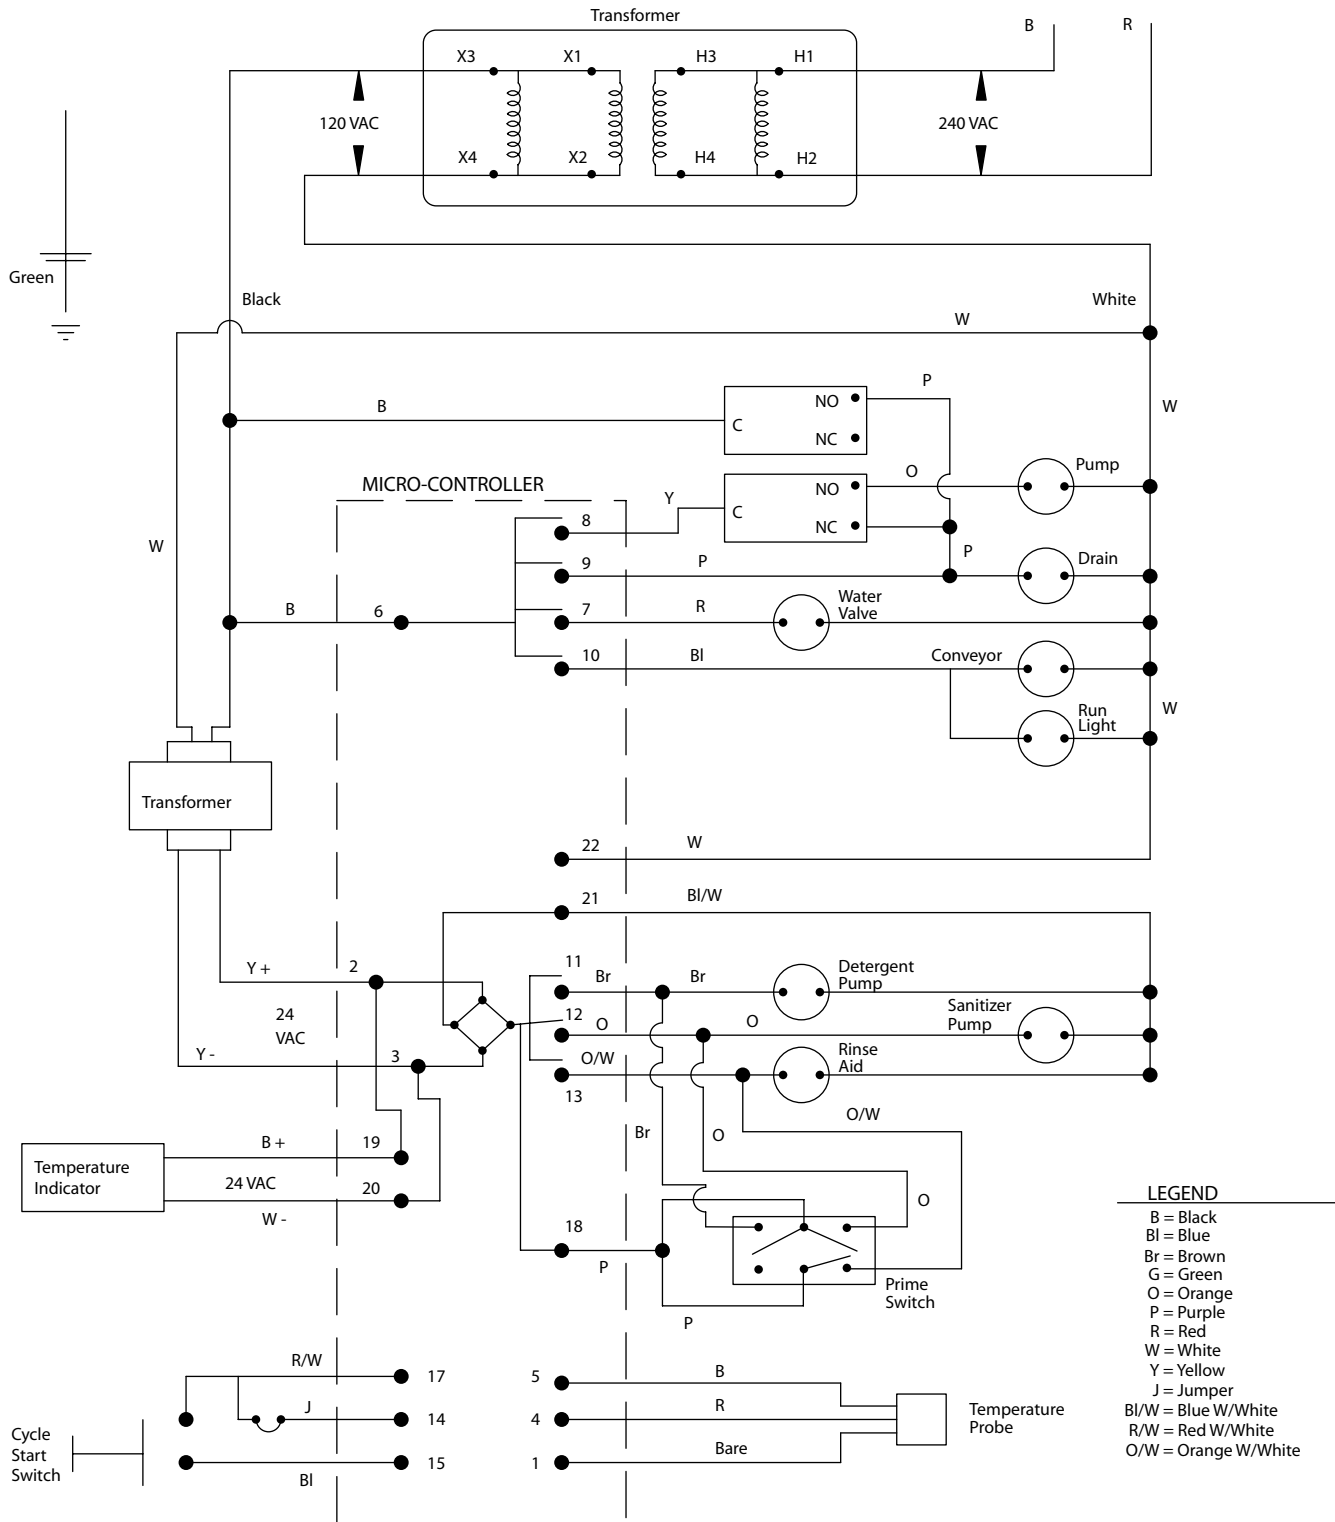 Transformer
B
R
X3
X1
H3
H1
120 VAC
240 VAC
X4
X2
H4
H2
Green
Black
White
W
B
P
NO
C
NC
W
MICRO-CONTROLLER
Y
O
Pump
NO
C
NC
8
W
9
P
P
Drain
B
6
7
R
Water
Valve
10
Bl
Conveyor
Run
Light
W
Transformer
22
W
21
Bl/W
Y +
2
11
Br
Br
Detergent
Pump
24
VAC
12
O
O
Sanitizer
Pump
Y -
3
O/W
Rinse
Aid
13
O/W
Br
O
Temperature
Indicator
B +
19
24 VAC
20
W -
O
18
P
Prime
Switch
P
LEGEND
B = Black
Bl = Blue
Br = Brown
G = Green
O = Orange
P = Purple
R = Red
W = White
Y = Yellow
J = Jumper
Bl/W = Blue W/White
R/W = Red W/White
O/W = Orange W/White
R/W
17
5
B
J
14
4
R
Temperature
Probe
Cycle
Start
Switch
15
1
Bare
Bl